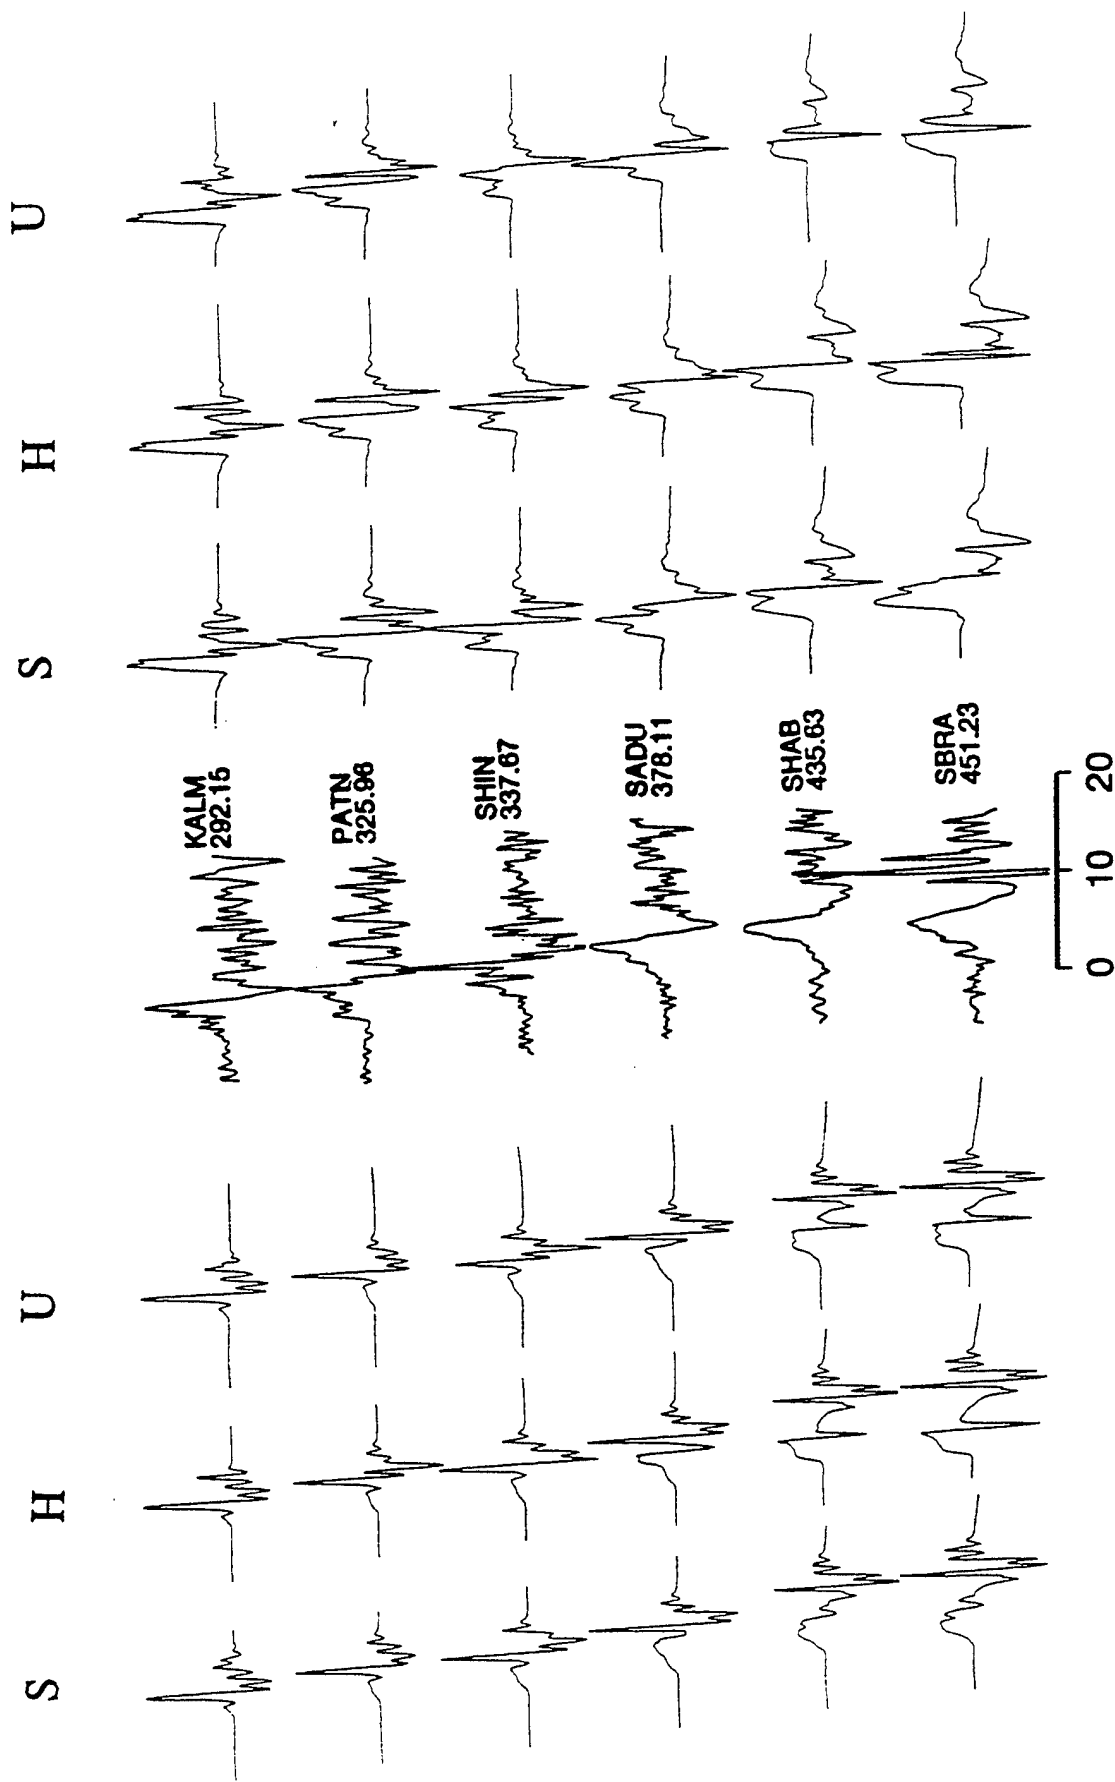 S H U S H U
KALM
292.15
PATN
325.96
SHIN
337.67
SADU
378.11
SHAB
435.63
SBRA
451.23
0 10 20